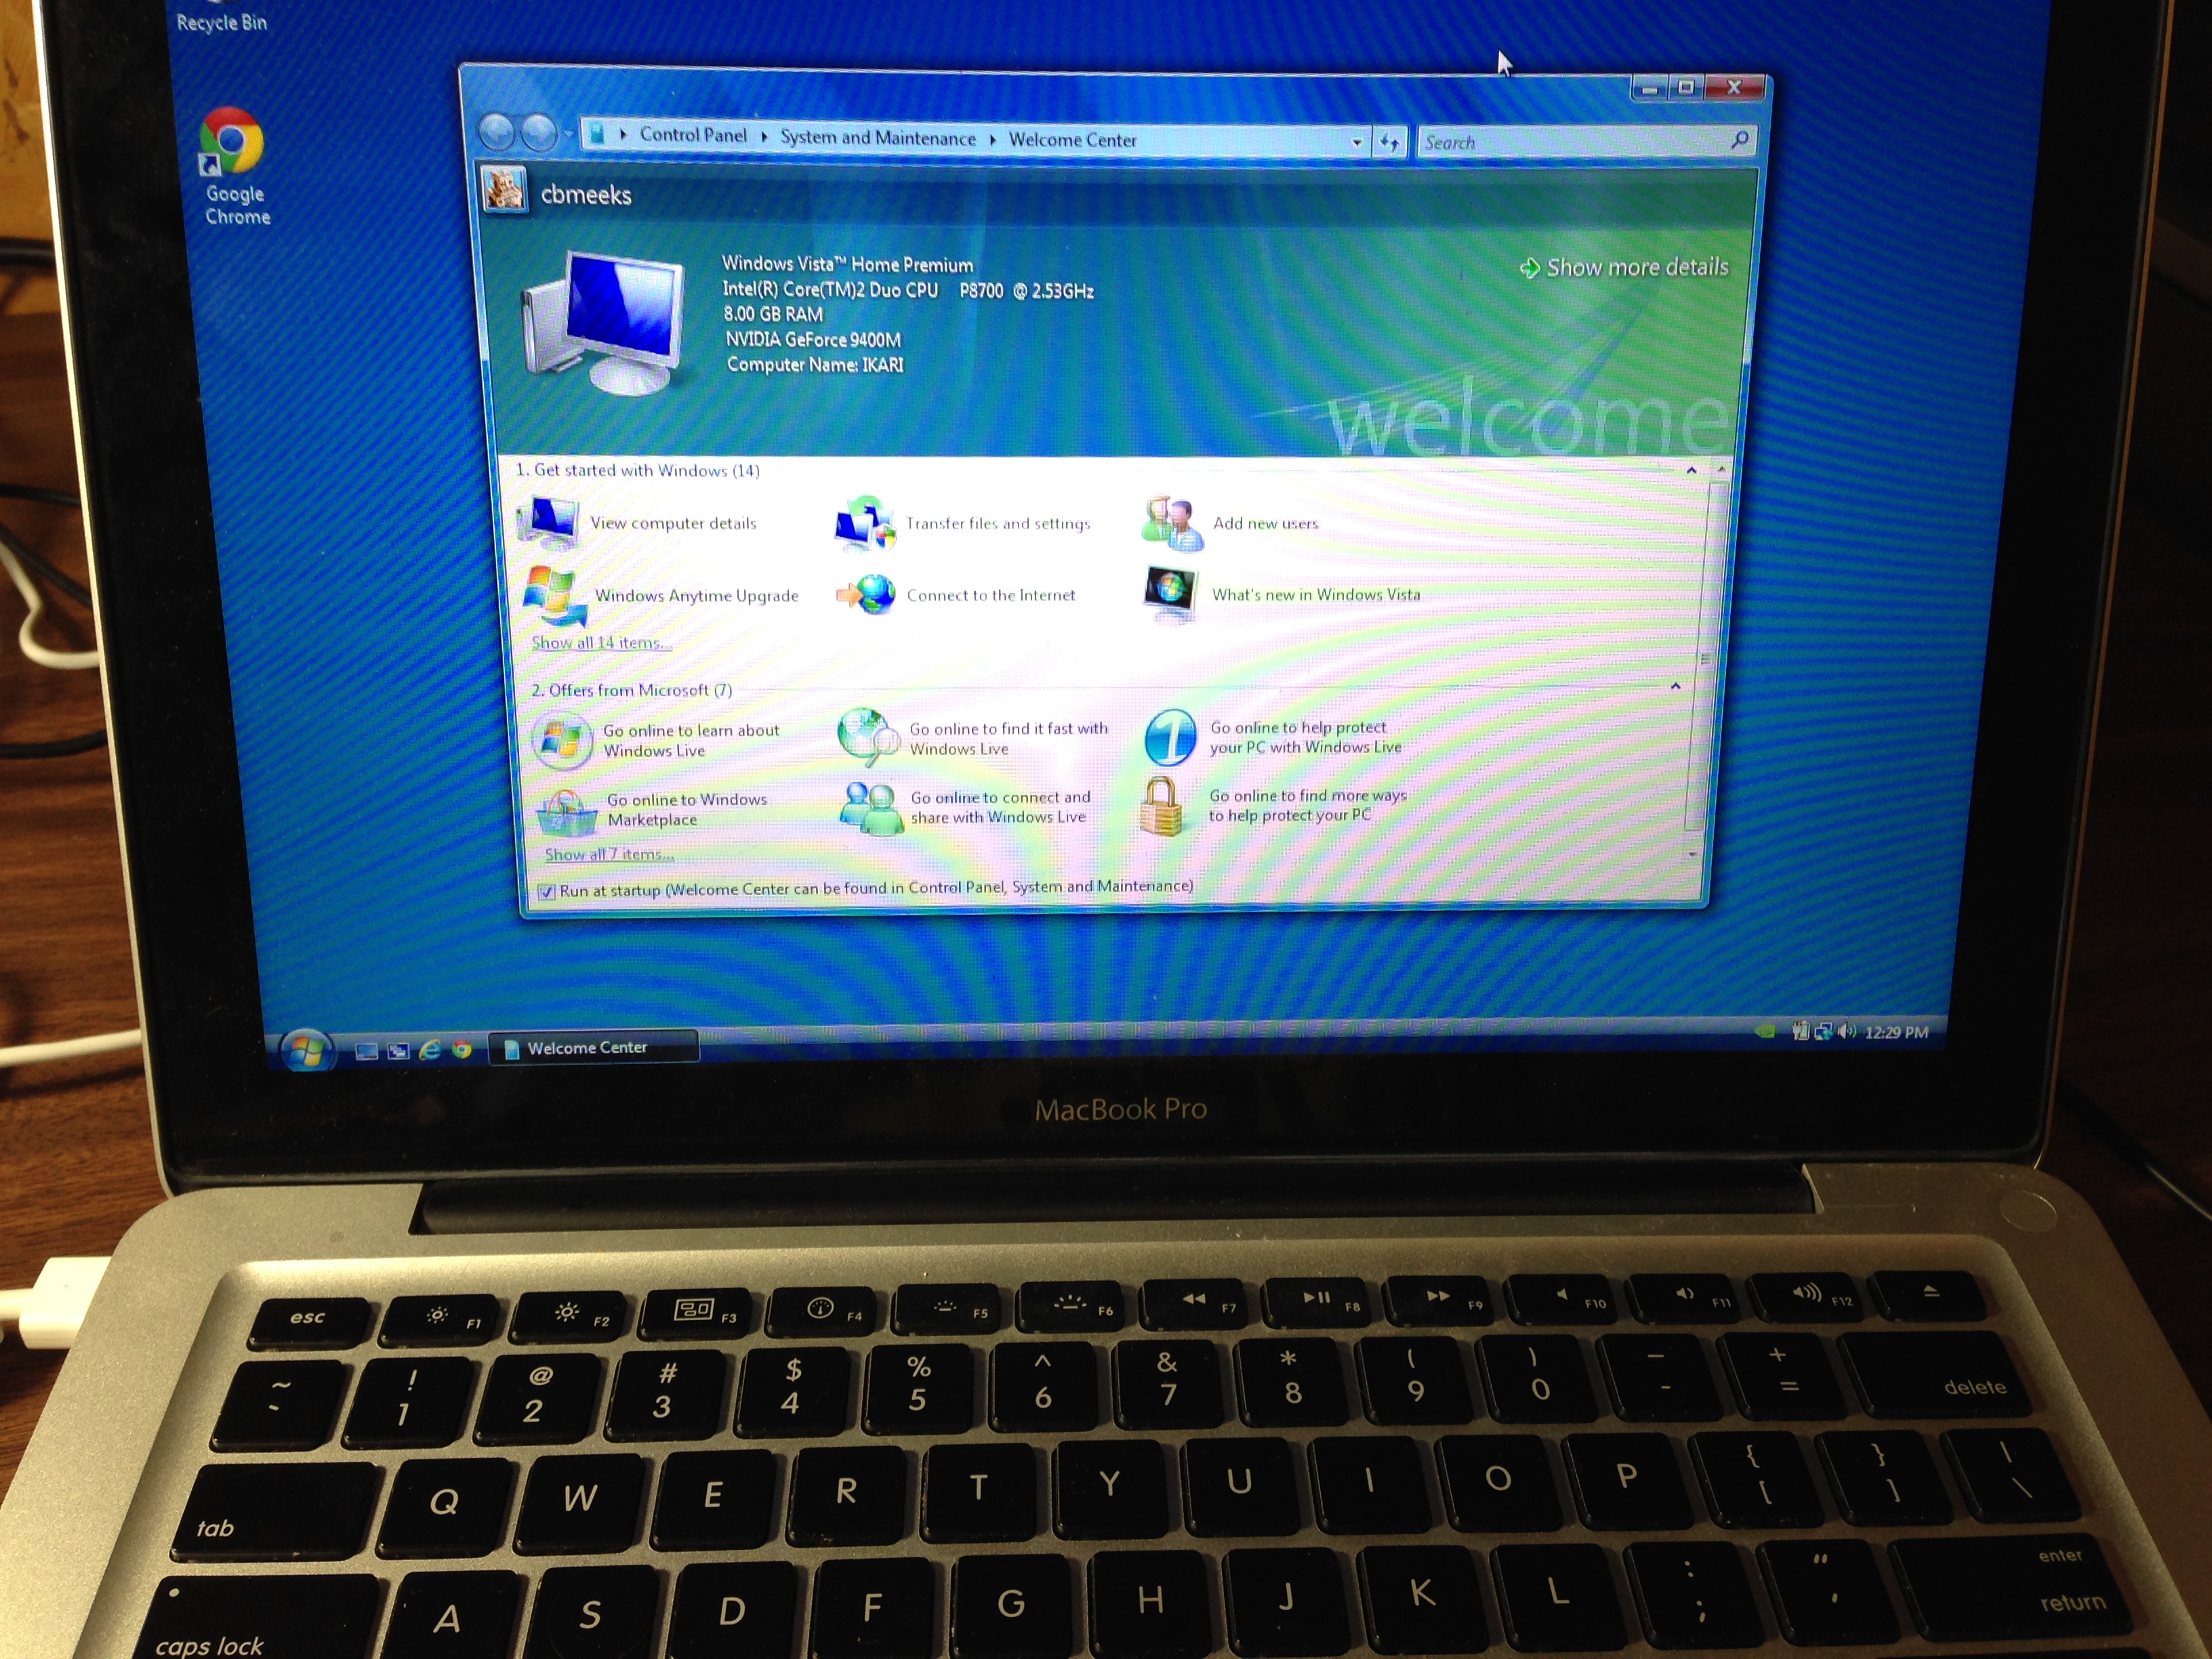 Recycle Bin
Google
Chrome
Control Panel
System and Maintenance
Welcome Center
Search
cbmeeks
Windows Vista™ Home Premium
Intel(R) Core(TM)2 Duo CPU P8700 @ 2.53GHz
8.00 GB RAM
NVIDIA GeForce 9400M
Computer Name: IKARI
Show more details
welcome
1. Get started with Windows (14)
View computer details
Transfer files and settings
Add new users
Windows Anytime Upgrade
Connect to the Internet
What's new in Windows Vista
Show all 14 items...
2. Offers from Microsoft (7)
Go online to learn about
Windows Live
Go online to find it fast with
Windows Live
Go online to help protect
your PC with Windows Live
Go online to Windows
Marketplace
Go online to connect and
share with Windows Live
Go online to find more ways
to help protect your PC
Show all 7 items...
Run at startup (Welcome Center can be found in Control Panel, System and Maintenance)
Welcome Center
12:29 PM
MacBook Pro
esc F1 F2 F3 F4 F5 F6 F7 F8 F9 F10 F11 F12
~ ! @ # $ % ^ & * ( ) — +
` 1 2 3 4 5 6 7 8 9 0 - = delete
{ } |
tab Q W E R T Y U I O P [ ] \
: " enter
caps lock A S D F G H J K L ; ' return